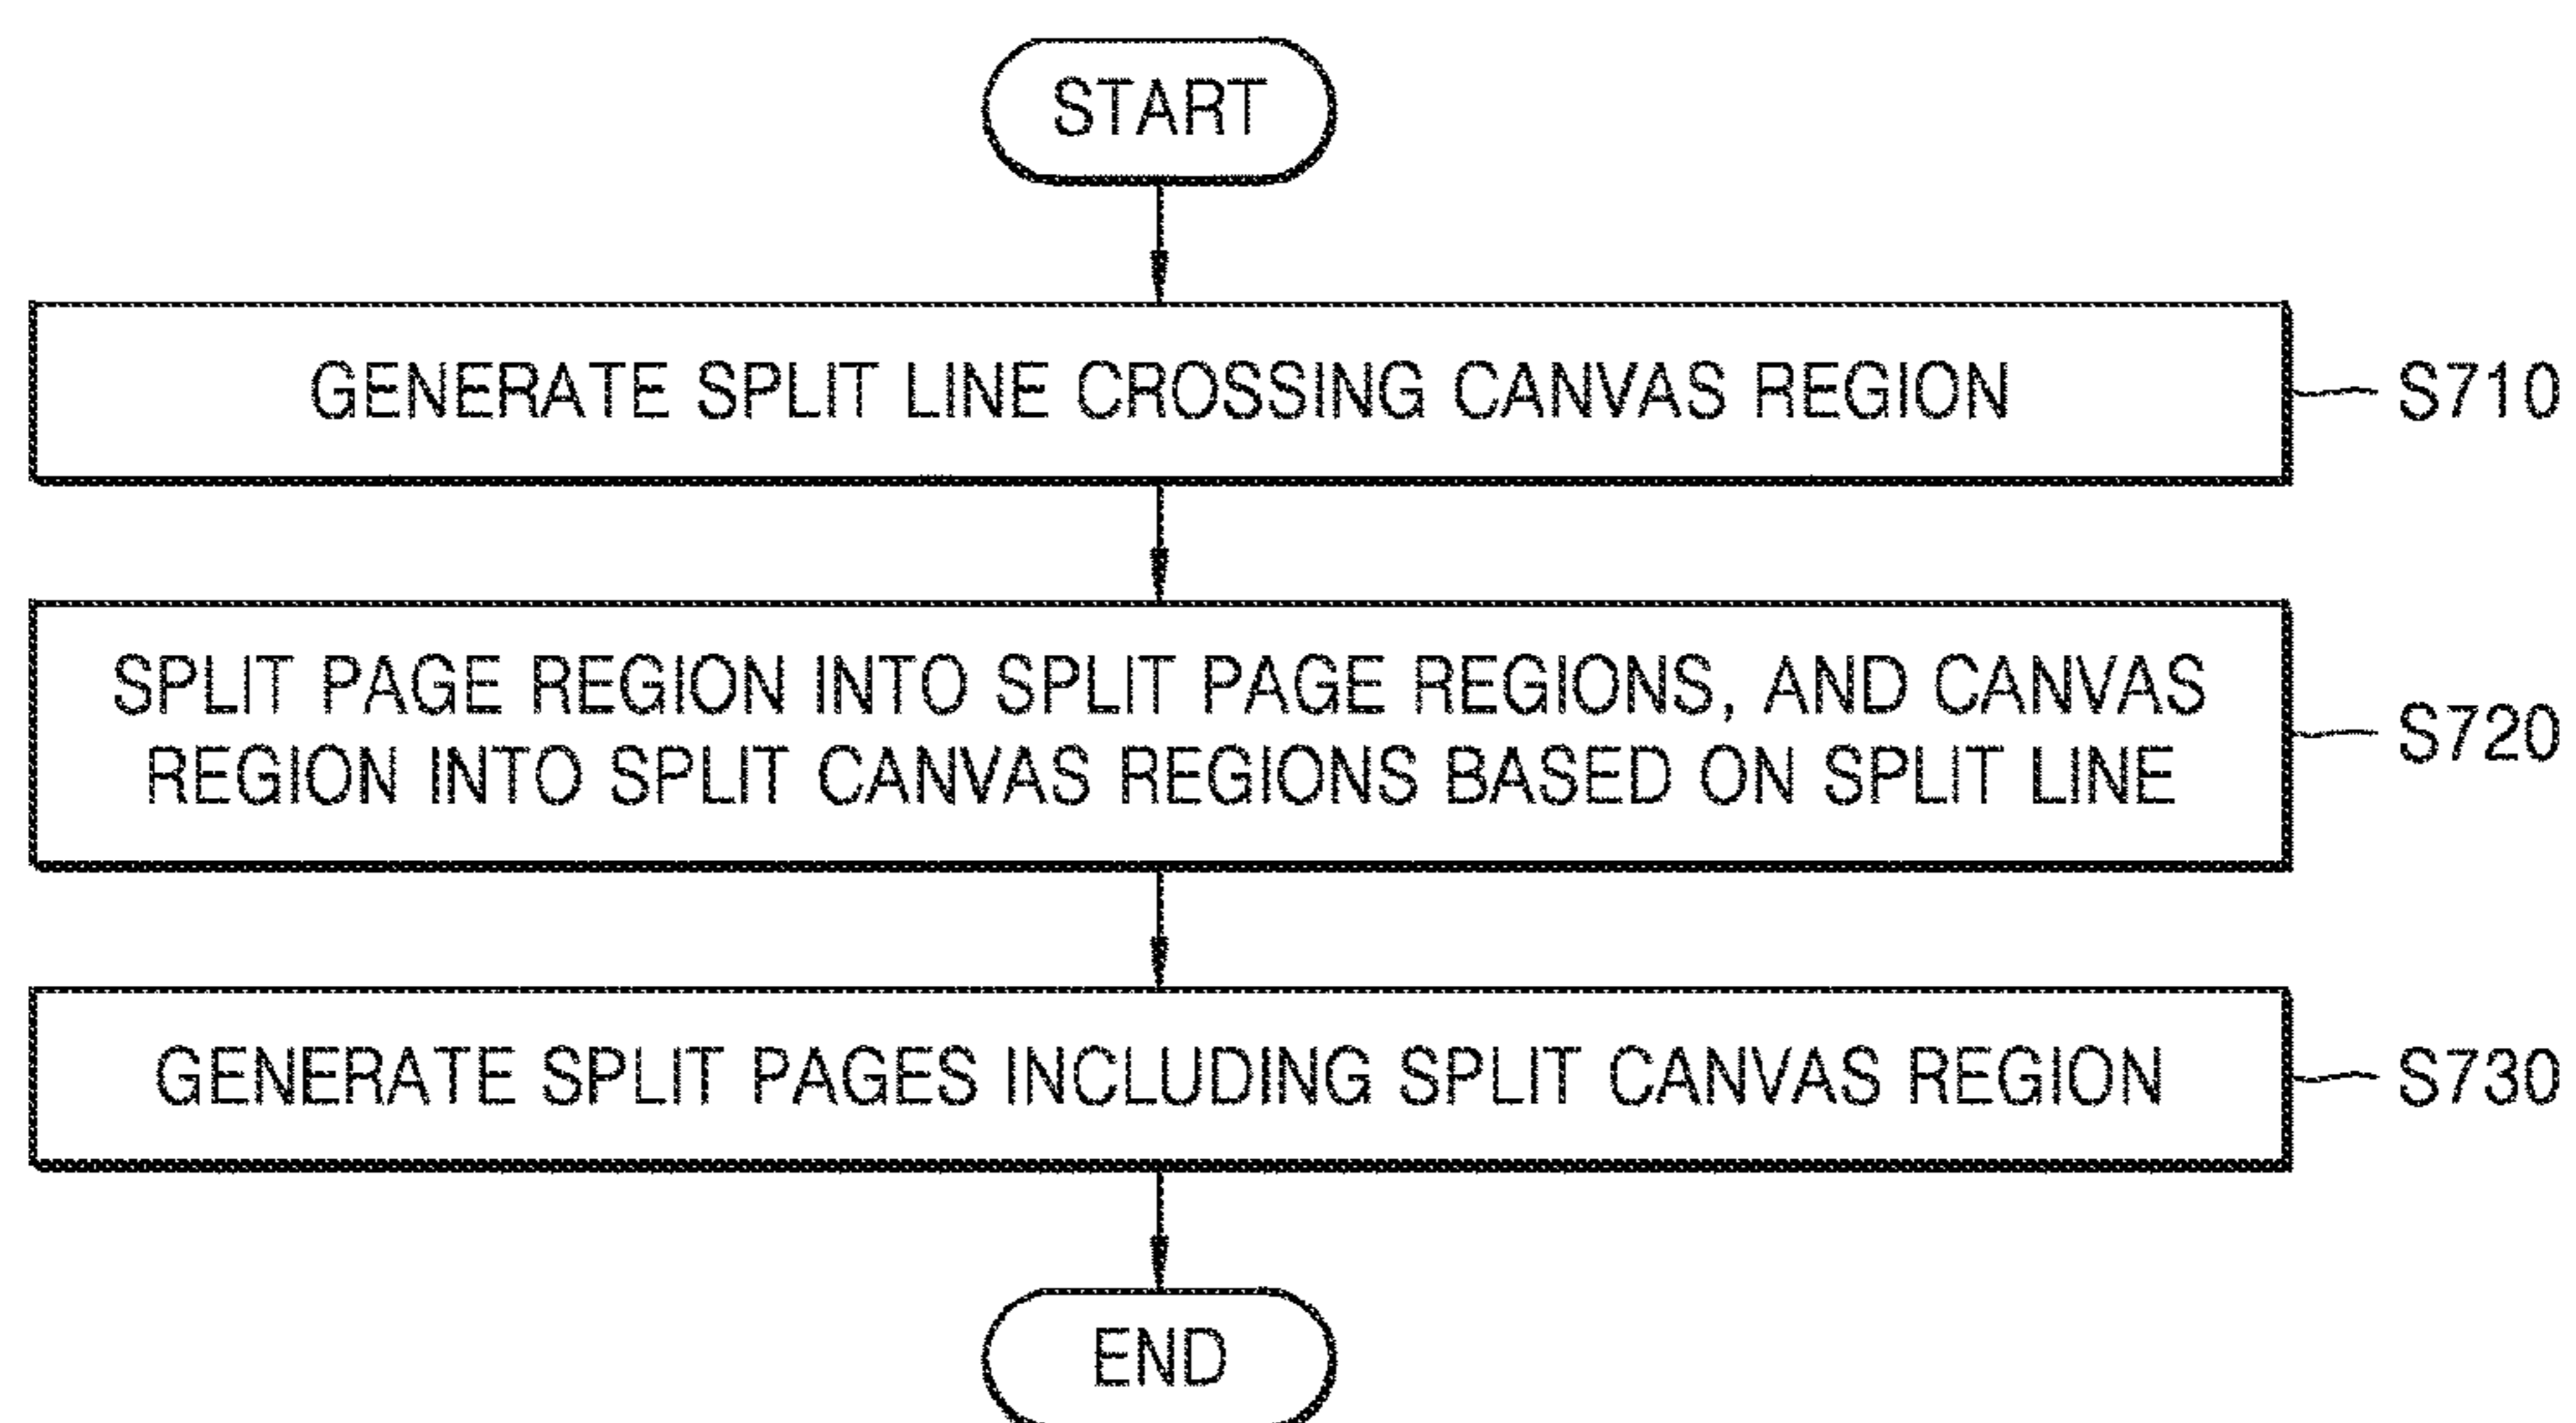 START
GENERATE SPLIT LINE CROSSING CANVAS REGION
S710
SPLIT PAGE REGION INTO SPLIT PAGE REGIONS, AND CANVAS
REGION INTO SPLIT CANVAS REGIONS BASED ON SPLIT LINE
S720
GENERATE SPLIT PAGES INCLUDING SPLIT CANVAS REGION
S730
END